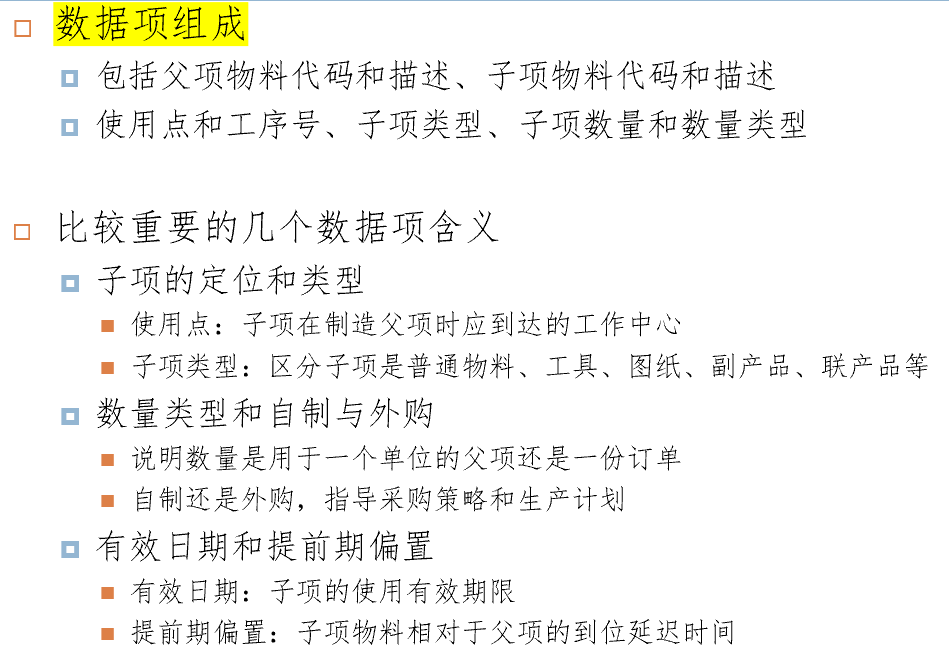 数据项组成
包括父项物料代码和描述、子项物料代码和描述
使用点和工序号、子项类型、子项数量和数量类型
比较重要的几个数据项含义
子项的定位和类型
使用点：子项在制造父项时应到达的工作中心
子项类型：区分子项是普通物料、工具、图纸、副产品、联产品等
数量类型和自制与外购
说明数量是用于一个单位的父项还是一份订单
自制还是外购，指导采购策略和生产计划
有效日期和提前期偏置
有效日期：子项的使用有效期限
提前期偏置：子项物料相对于父项的到位延迟时间